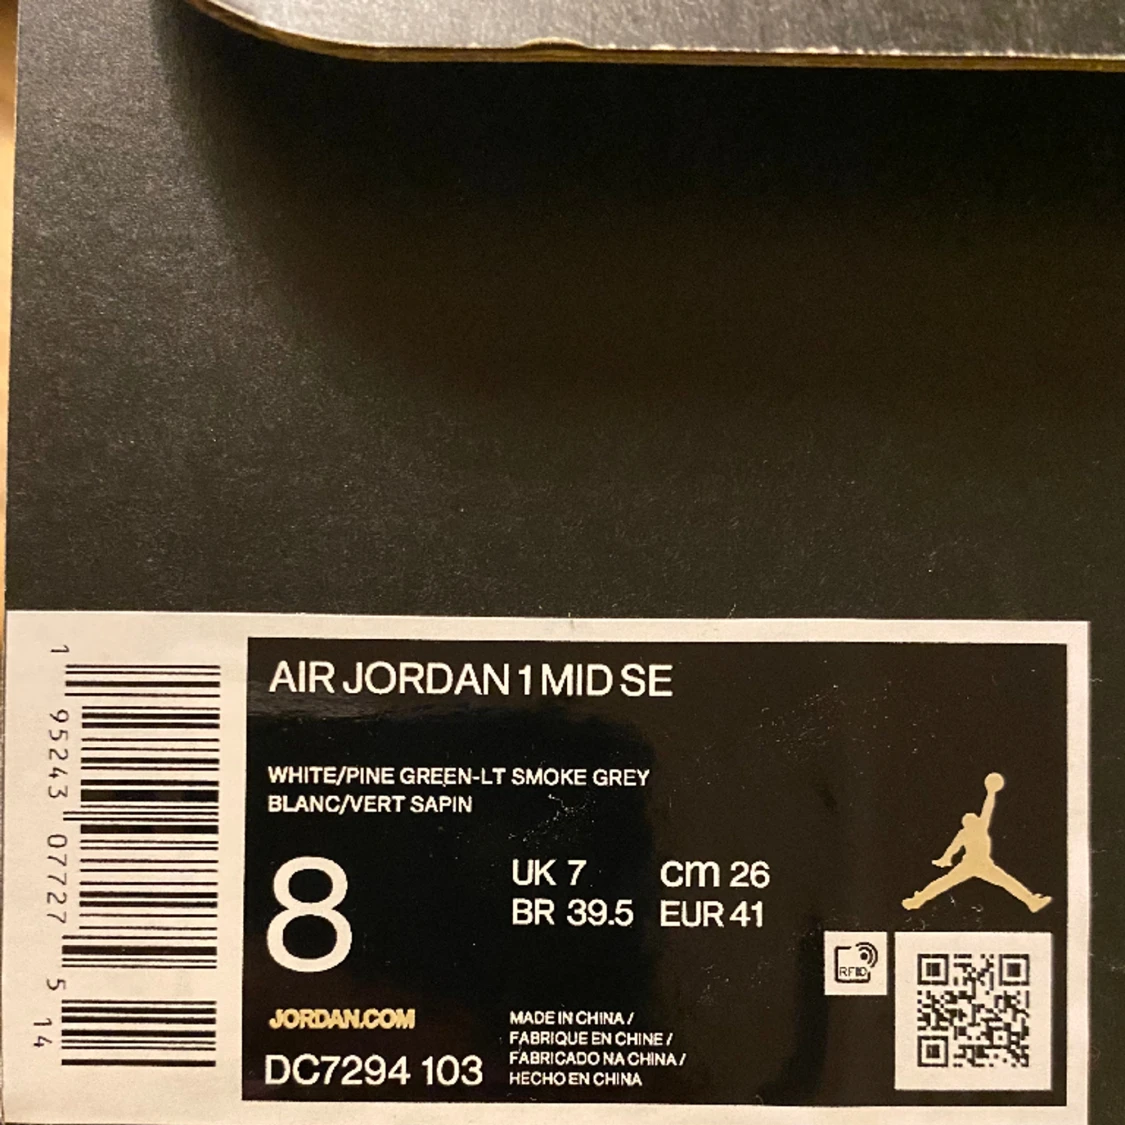 AIR JORDAN 1 MID SE
WHITE/PINE GREEN-LT SMOKE GREY
BLANC/VERT SAPIN
8
UK 7
cm 26
BR 39.5
EUR 41
JORDAN.COM
DC7294 103
MADE IN CHINA /
FABRIQUE EN CHINE /
FABRICADO NA CHINA /
HECHO EN CHINA
RFID
1 95243 07727 5 14